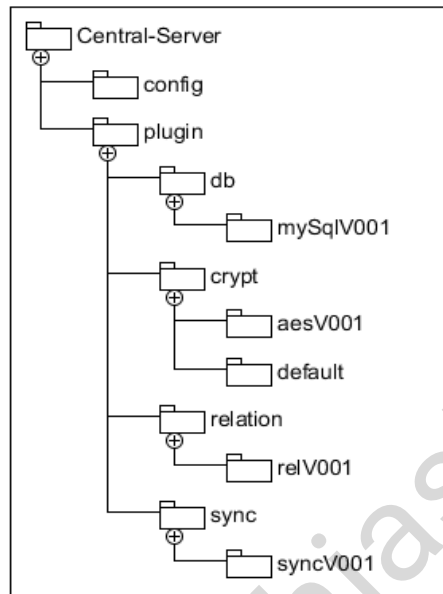 Central-Server
config
plugin
db
mySqlV001
crypt
aesV001
default
relation
relV001
sync
syncV001